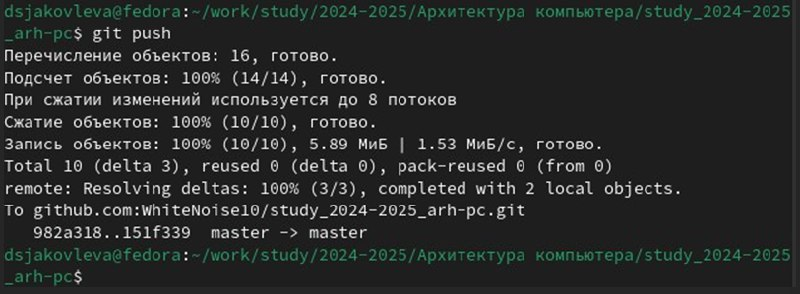 dsjakovleva@fedora:~/work/study/2024-2025/Архитектура компьютера/study_2024-2025
_arh-pc$ git push
Перечисление объектов: 16, готово.
Подсчет объектов: 100% (14/14), готово.
При сжатии изменений используется до 8 потоков
Сжатие объектов: 100% (10/10), готово.
Запись объектов: 100% (10/10), 5.89 МиБ | 1.53 МиБ/с, готово.
Total 10 (delta 3), reused 0 (delta 0), pack-reused 0 (from 0)
remote: Resolving deltas: 100% (3/3), completed with 2 local objects.
To github.com:WhiteNoise10/study_2024-2025_arh-pc.git
   982a318..151f339  master -> master
dsjakovleva@fedora:~/work/study/2024-2025/Архитектура компьютера/study_2024-2025
_arh-pc$